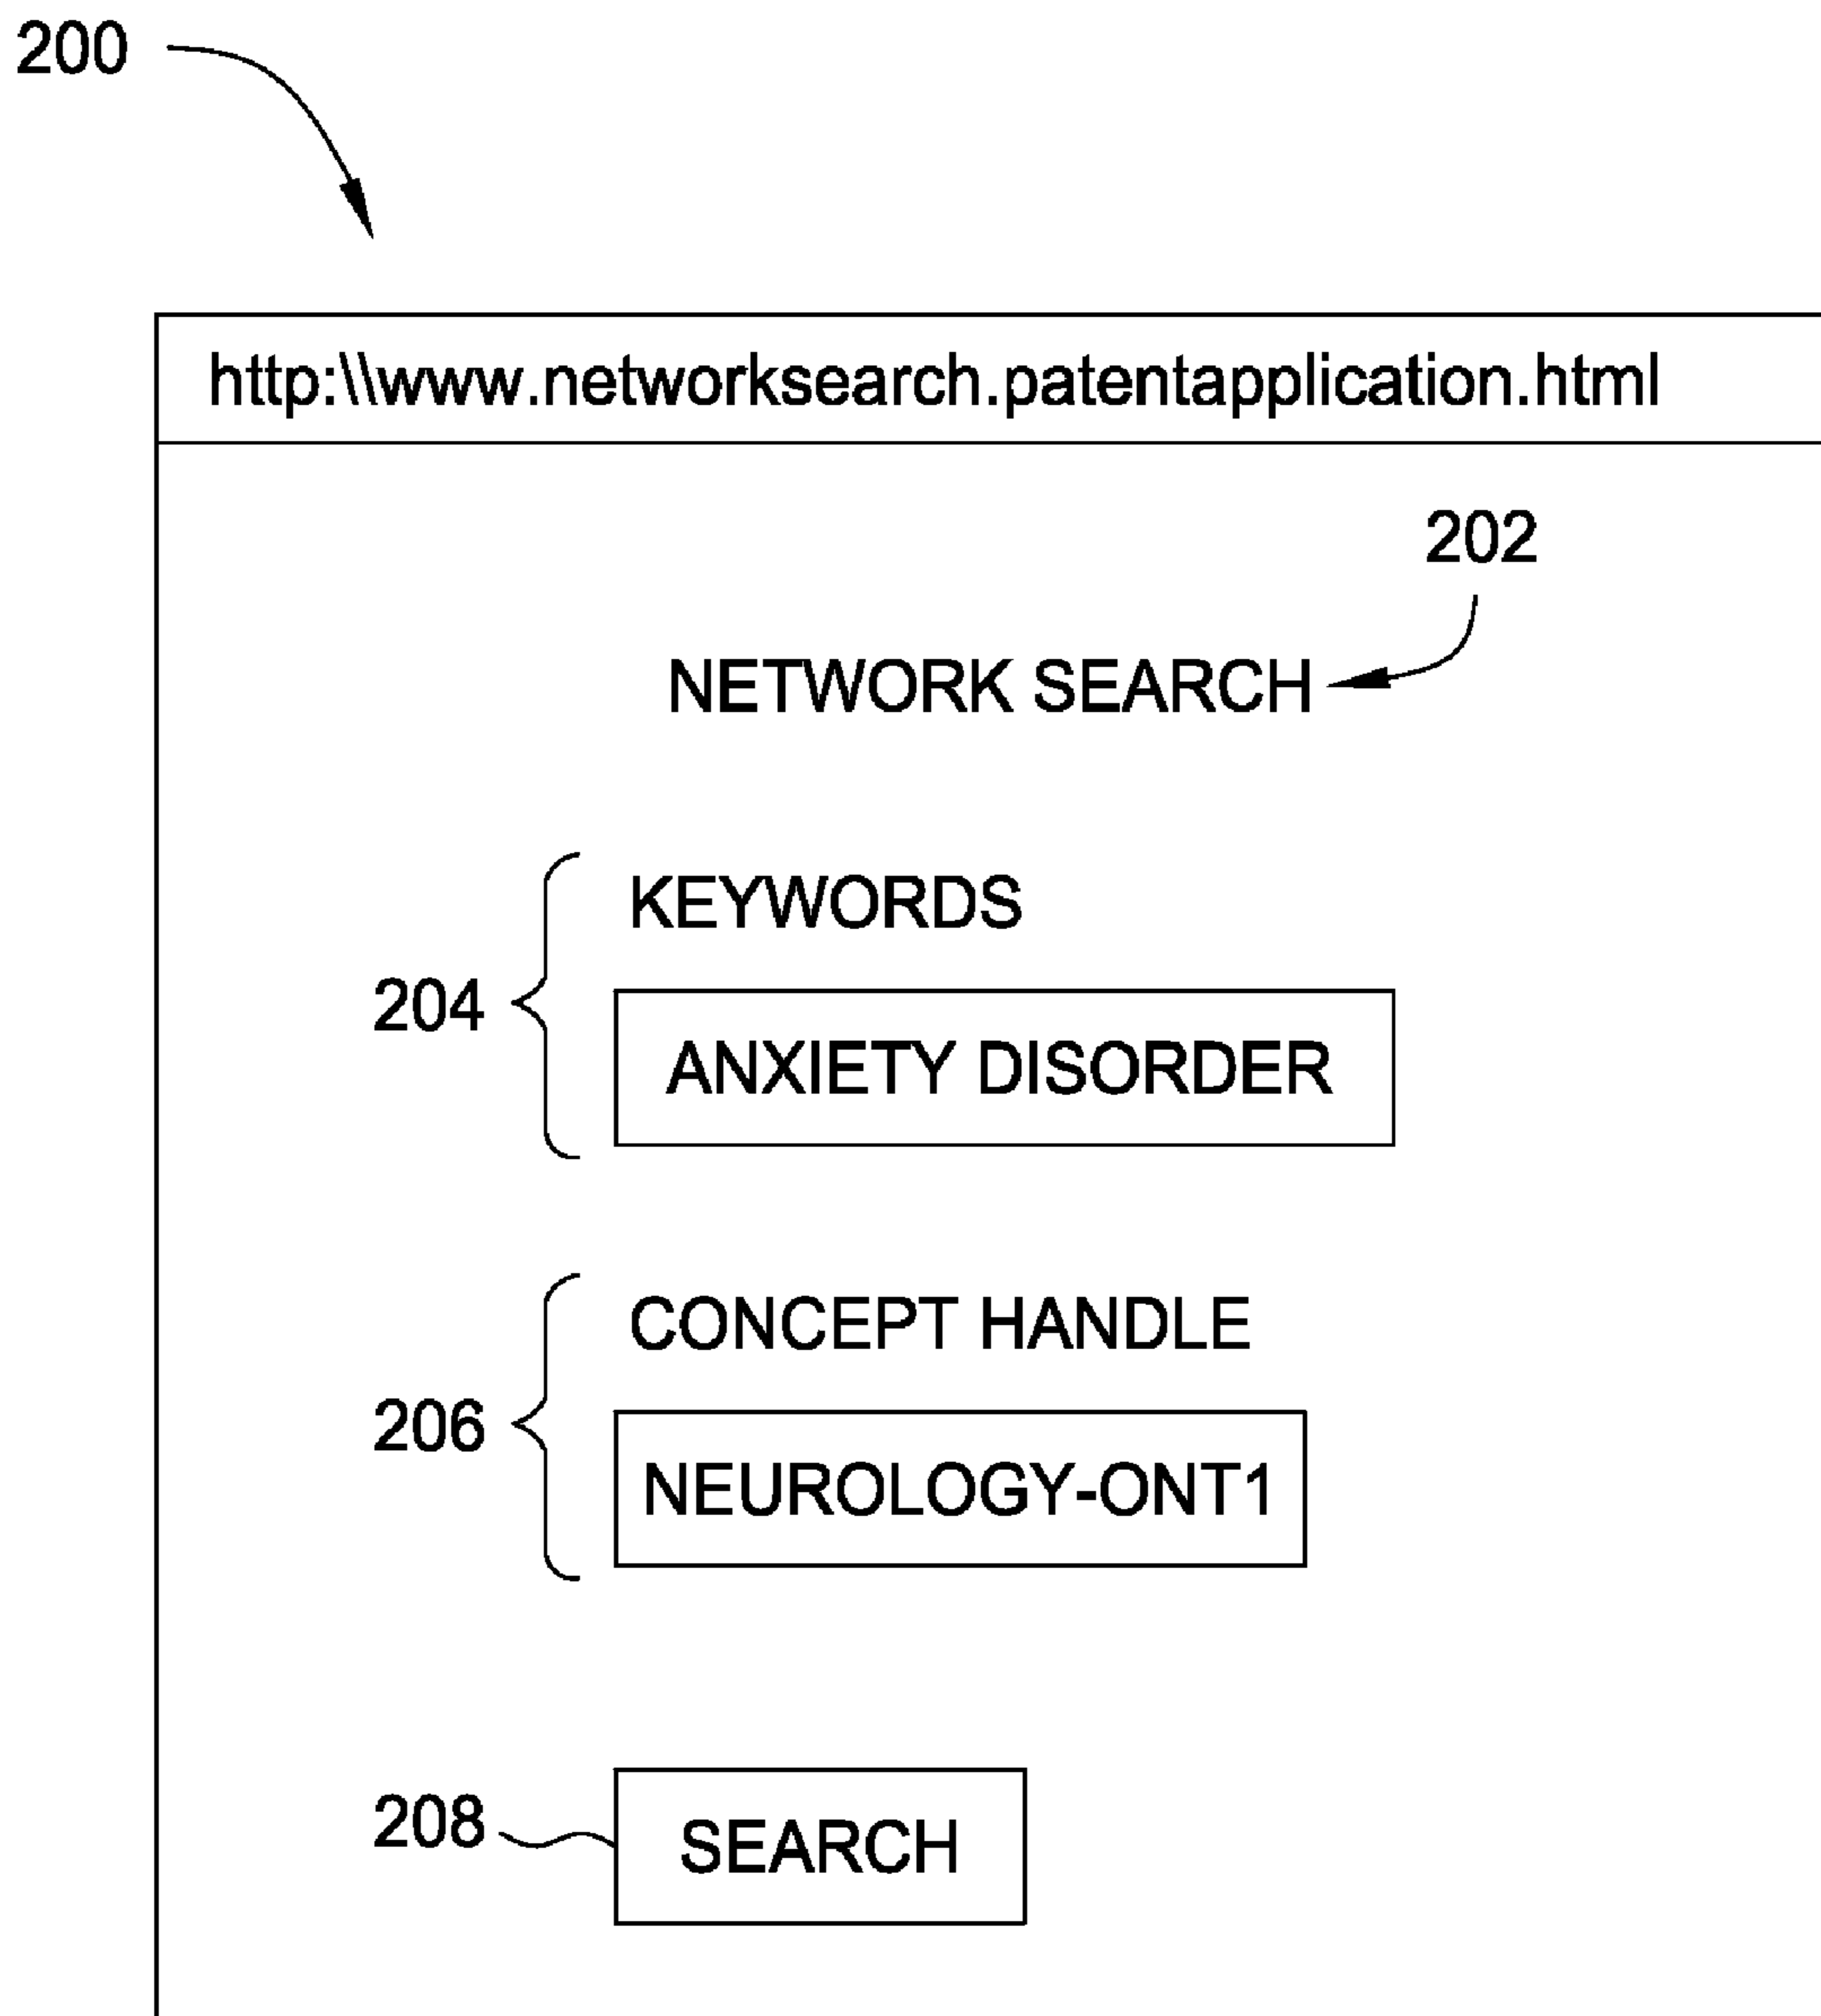 200
http:\\www.networksearch.patentapplication.html
202
NETWORK SEARCH
KEYWORDS
204
ANXIETY DISORDER
CONCEPT HANDLE
206
NEUROLOGY-ONT1
208
SEARCH